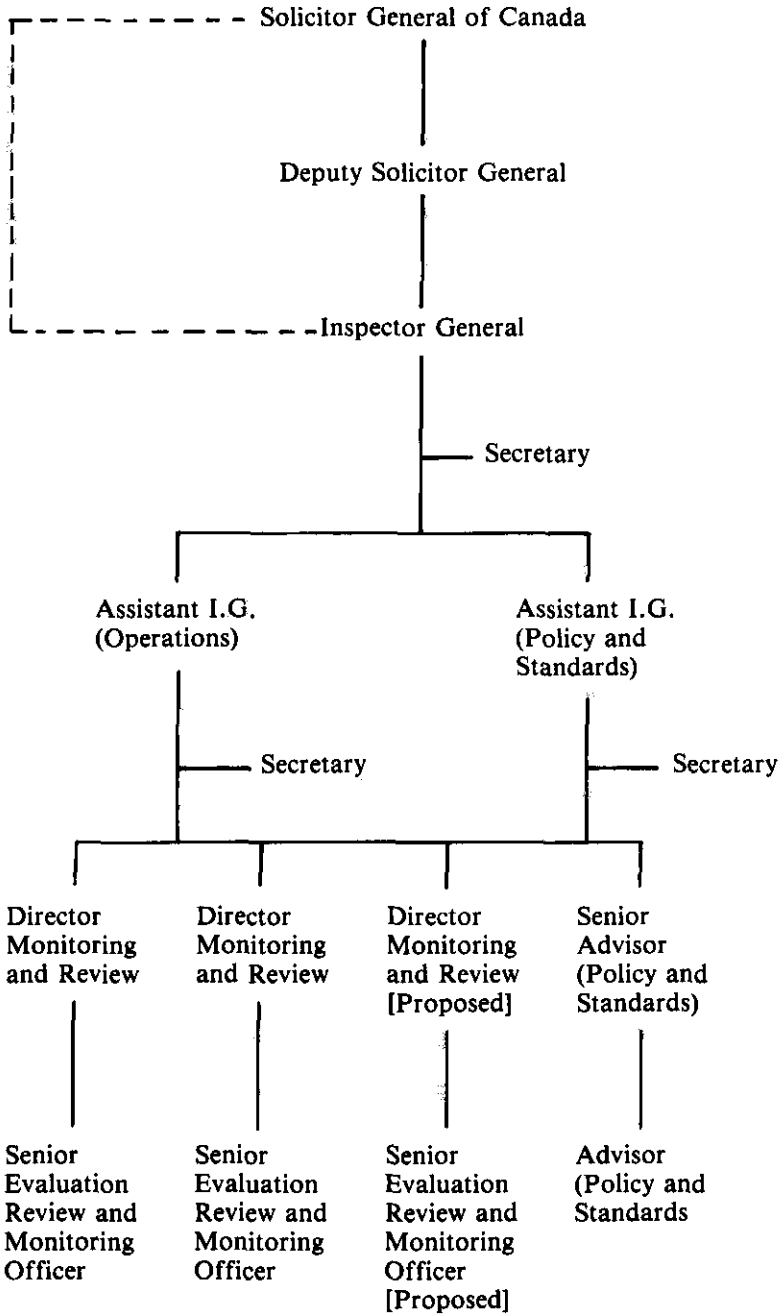 Solicitor General of Canada
Deputy Solicitor General
Inspector General
Secretary
Assistant I.G.
(Operations)
Assistant I.G.
(Policy and
Standards)
Secretary
Secretary
Director
Monitoring
and Review
Director
Monitoring
and Review
Director
Monitoring
and Review
[Proposed]
Senior
Advisor
(Policy and
Standards)
Senior
Evaluation
Review and
Monitoring
Officer
Senior
Evaluation
Review and
Monitoring
Officer
Senior
Evaluation
Review and
Monitoring
Officer
[Proposed]
Advisor
(Policy and
Standards